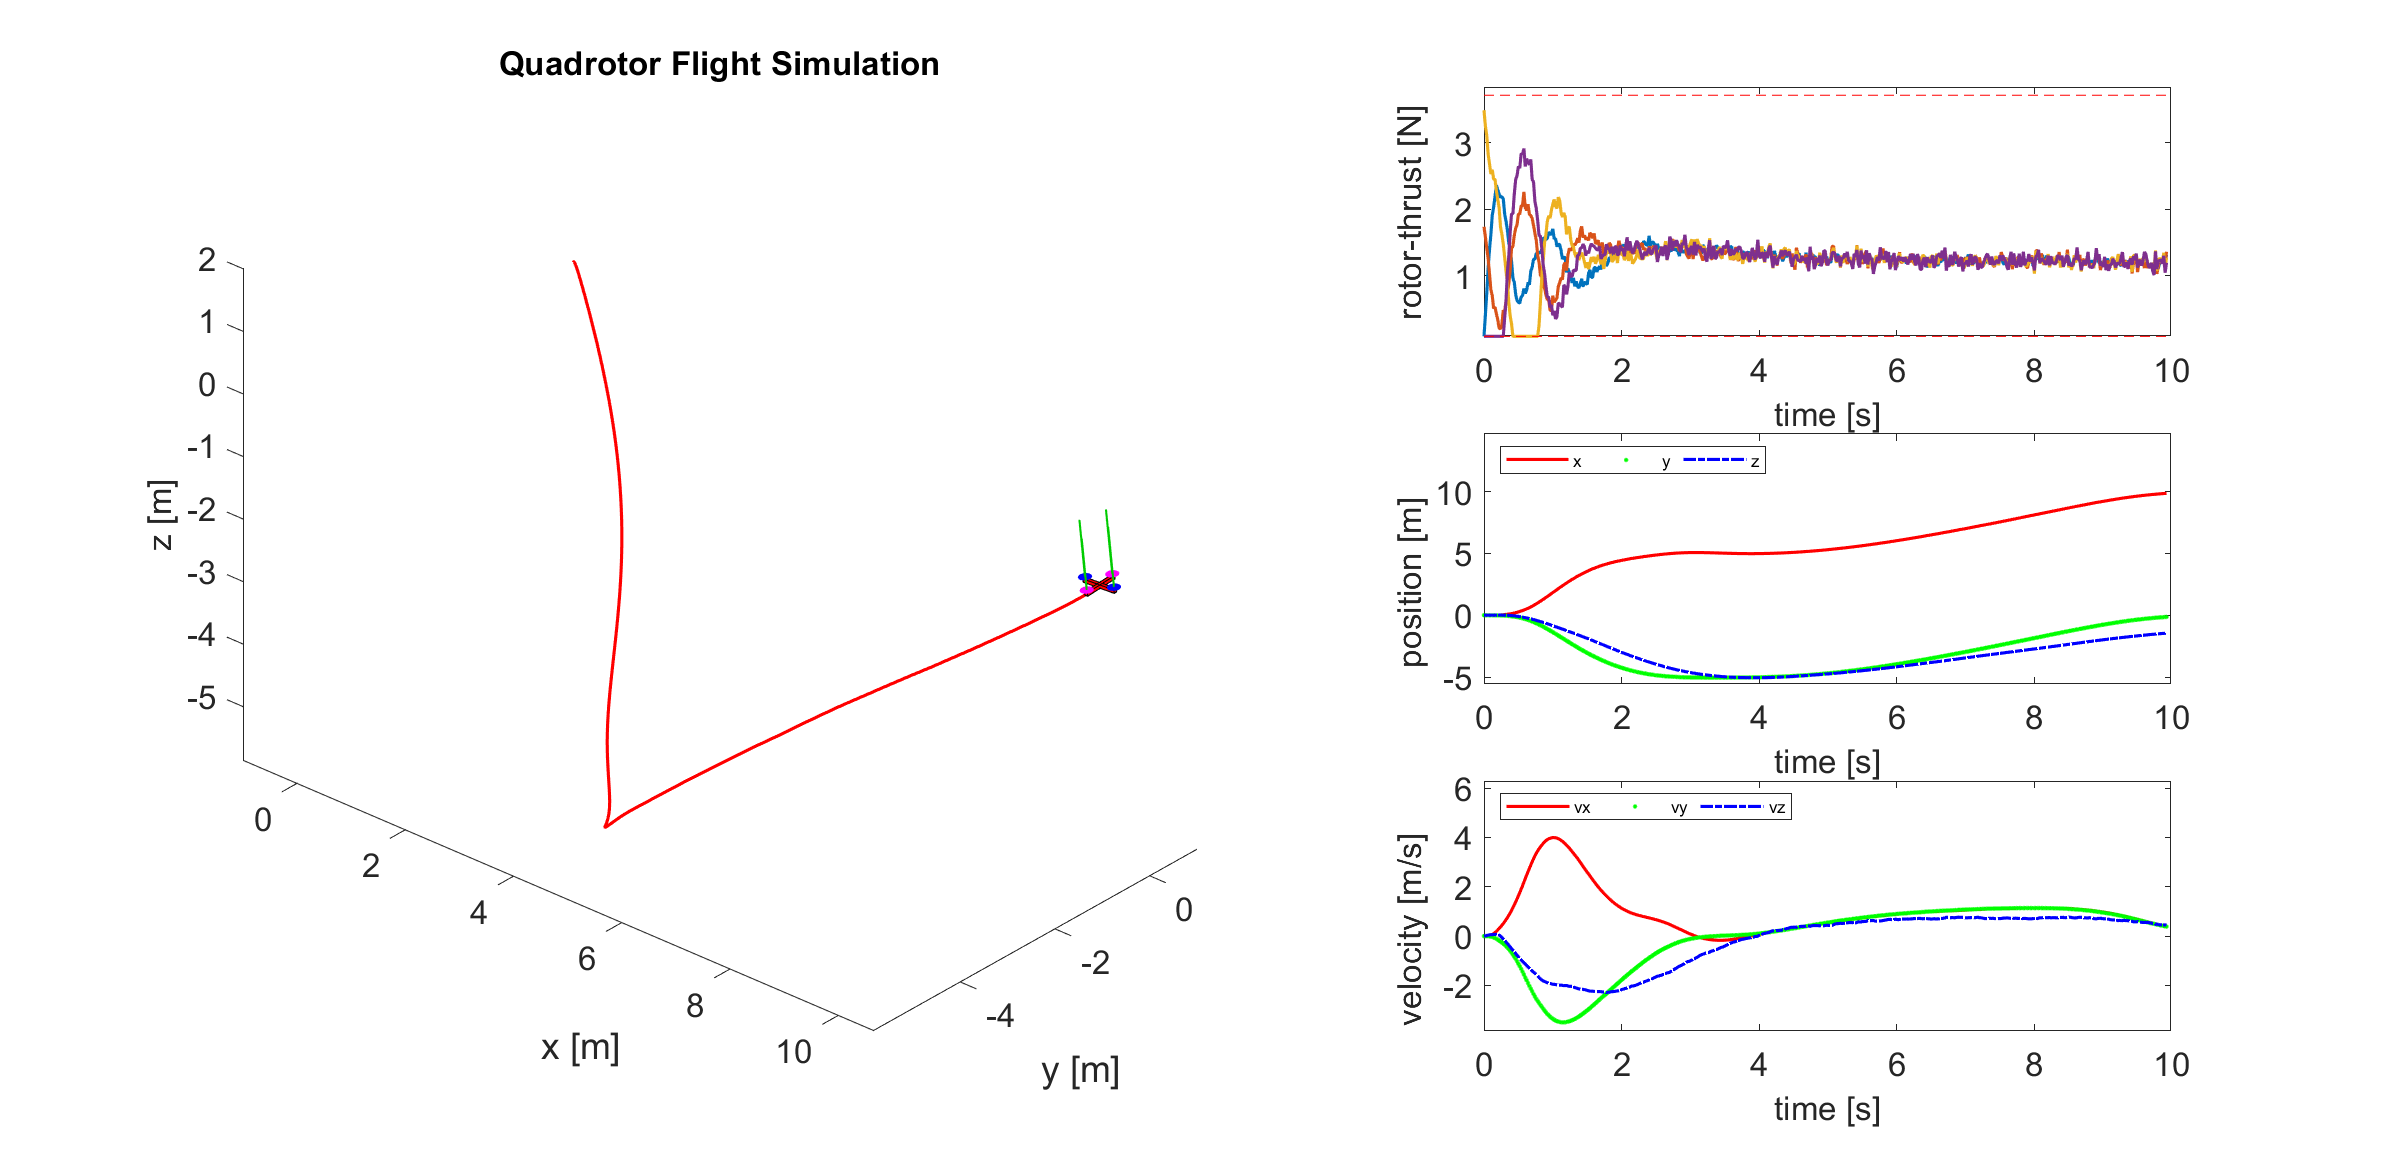 Quadrotor Flight Simulation
2
1
0
-1
-2
-3
-4
-5
z [m]
0
2
4
6
8
10
x [m]
-4
-2
0
y [m]
3
2
1
rotor-thrust [N]
0 2 4 6 8 10
time [s]
x y z
10
5
0
-5
position [m]
0 2 4 6 8 10
time [s]
vx vy vz
6
4
2
0
-2
velocity [m/s]
0 2 4 6 8 10
time [s]